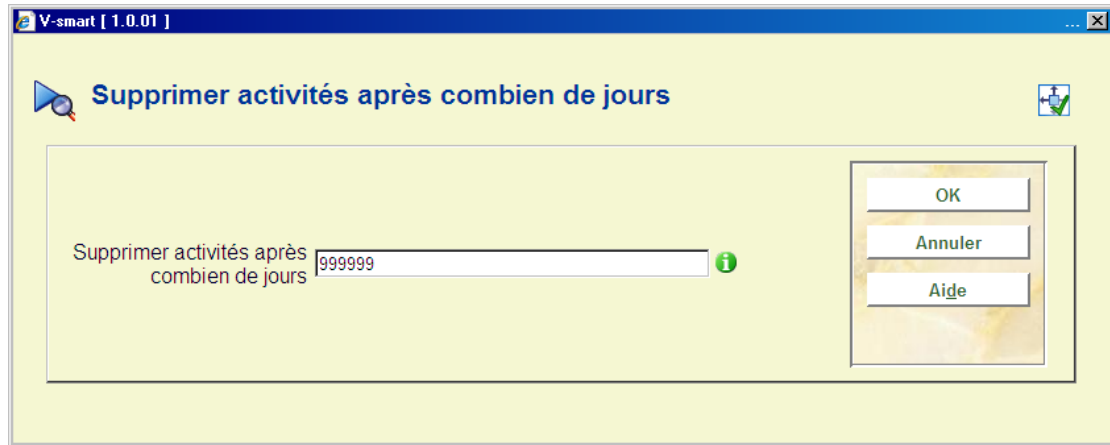 V-smart [ 1.0.01 ]
...
Supprimer activités après combien de jours
Supprimer activités après
combien de jours
999999
OK
Annuler
Aide